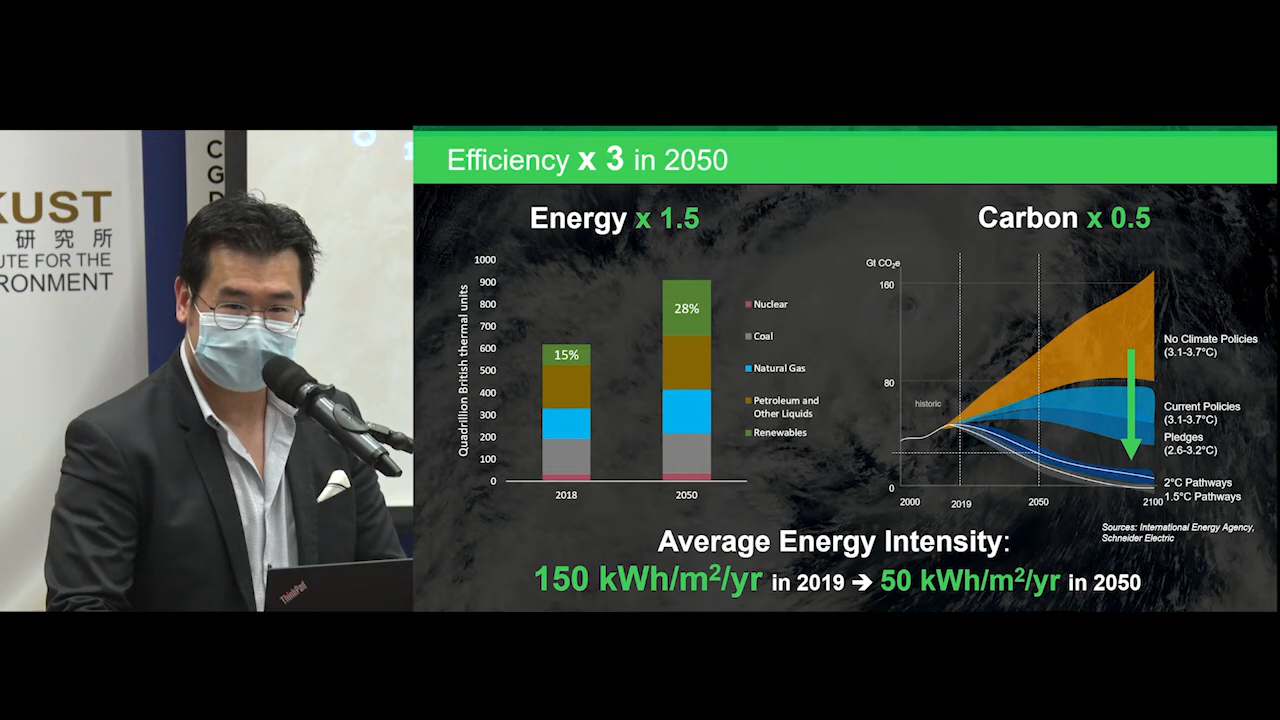 KUST
研究所
UTE FOR THE
RONMENT
C
G
D
ThinkPad
Efficiency x 3 in 2050
Energy x 1.5
Quadrillion British thermal units
1000
900
800
700
600
500
400
300
200
100
0
15%
28%
2018
2050
Nuclear
Coal
Natural Gas
Petroleum and
Other Liquids
Renewables
Carbon x 0.5
Gt CO₂e
160
80
0
historic
2000
2019
2050
2100
No Climate Policies
(3.1-3.7°C)
Current Policies
(3.1-3.7°C)
Pledges
(2.6-3.2°C)
2°C Pathways
1.5°C Pathways
Sources: International Energy Agency,
Schneider Electric
Average Energy Intensity:
150 kWh/m²/yr in 2019 ➔ 50 kWh/m²/yr in 2050